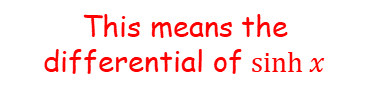 This means the
differential of sinh x